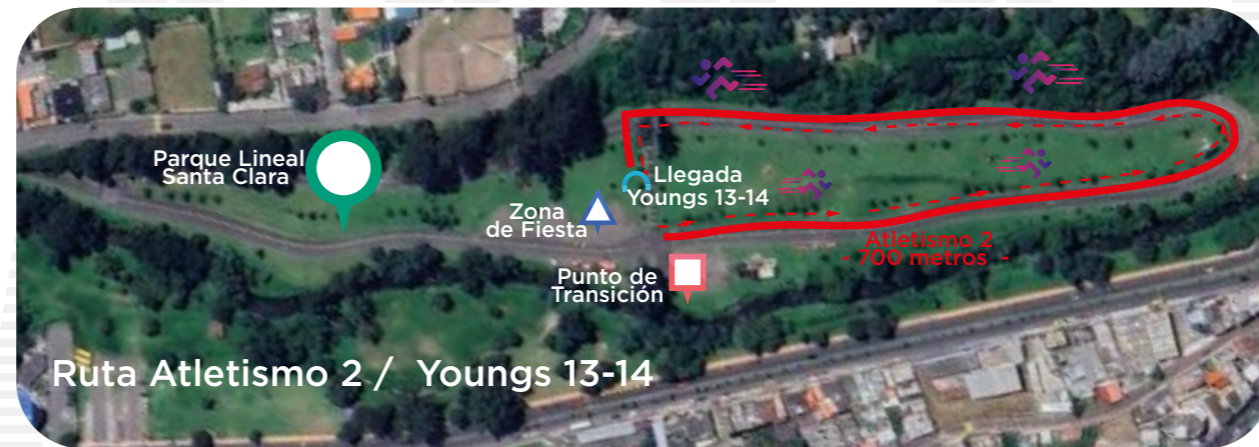 Parque Lineal
Santa Clara
Llegada
Youngs 13-14
Zona
de Fiesta
Atletismo 2
- 700 metros -
Punto de
Transición
Ruta Atletismo 2 / Youngs 13-14